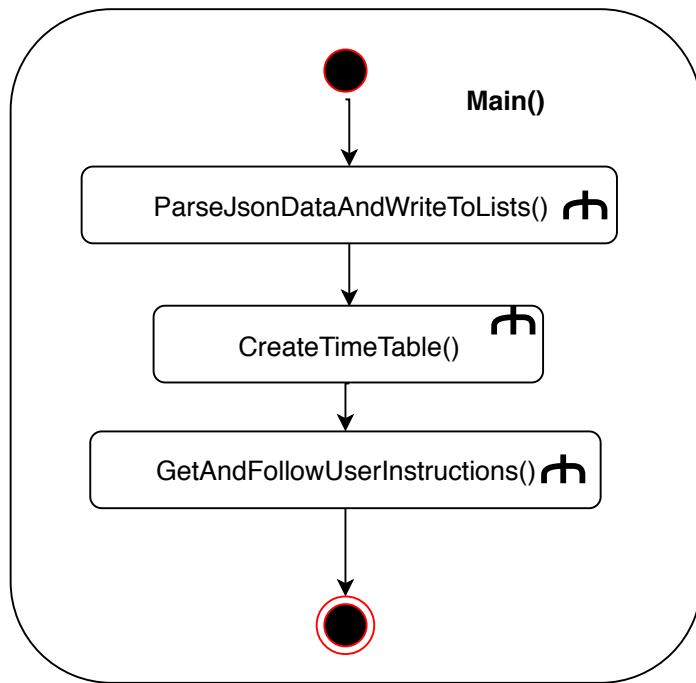 Main()
ParseJsonDataAndWriteToLists()
CreateTimeTable()
GetAndFollowUserInstructions()